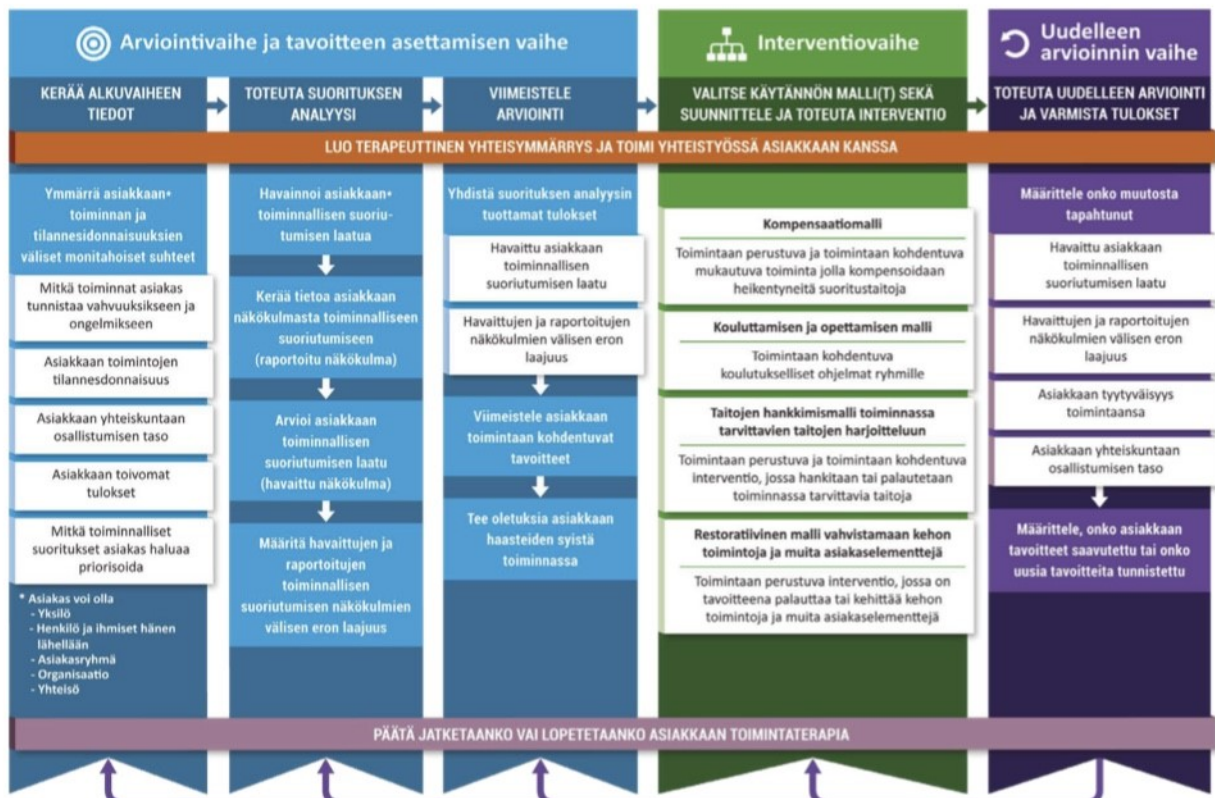 Arviointivaihe ja tavoitteen asettamisen vaihe
KERÄÄ ALKUVAIHEEN
TIEDOT
TOTEUTA SUORITUKSEN
ANALYYSI
VIIMEISTELE
ARVIOINTI
Interventiovaihe
VALITSE KÄYTÄNNÖN MALLI(T) SEKÄ
SUUNNITTELE JA TOTEUTA INTERVENTIO
Uudelleen
arvioinnin vaihe
TOTEUTA UUDELLEEN ARVIOINTI
JA VARMISTA TULOKSET
LUO TERAPEUTTINEN YHTEISYMMÄRRYS JA TOIMI YHTEISTYÖSSÄ ASIAKKAAN KANSSA
Ymmärrä asiakkaan*
toiminnan ja
tilannesidonnaisuuksien
väliset monitahoiset suhteet
Mitkä toiminnat asiakas
tunnistaa vahvuuksikseen ja
ongelmikseen
Asiakkaan toimintojen
tilannesdonnaisuus
Asiakkaan yhteiskuntaan
osallistumisen taso
Asiakkaan toivomat
tulokset
Mitkä toiminnalliset
suoritukset asiakas haluaa
priorisoida
* Asiakas voi olla
- Yksilö
- Henkilö ja ihmiset hänen
lähellään
- Asiakasryhmä
- Organisaatio
- Yhteisö
Havainnoi asiakkaan*
toiminnallisen suoriu-
tumisen laatua
Kerää tietoa asiakkaan
näkökulmasta toiminnalliseen
suoriutumiseen
(raportoitu näkökulma)
Arvioi asiakkaan
toiminnallisen
suoriutumisen laatu
(havaittu näkökulma)
Määritä havaittujen ja
raportoitujen
toiminnallisen
suoriutumisen näkökulmien
välisen eron laajuus
Yhdistä suorituksen analyysin
tuottamat tulokset
Havaittu asiakkaan
toiminnallisen
suoriutumisen laatu
Havaittujen ja raportoitujen
näkökulmien välisen eron
laajuus
Viimeistele asiakkaan
toimintaan kohdentuvat
tavoitteet
Tee oletuksia asiakkaan
haasteiden syistä
toiminnassa
Kompensaatiomalli
Toimintaan perustuva ja toimintaan kohdentuva
mukautuva toiminta jolla kompensoidaan
heikentyneitä suoritustaitoja
Kouluttamisen ja opettamisen malli
Toimintaan kohdentuva
koulutukselliset ohjelmat ryhmille
Taitojen hankkimismalli toiminnassa
tarvittavien taitojen harjoitteluun
Toimintaan perustuva ja toimintaan kohdentuva
interventio, jossa hankitaan tai palautetaan
toiminnassa tarvittavia taitoja
Restoratiivinen malli vahvistamaan kehon
toimintoja ja muita asiakaselementtejä
Toimintaan perustuva interventio, jossa on
tavoitteena palauttaa tai kehittää kehon
toimintoja ja muita asiakaselementtejä
Määrittele onko muutosta
tapahtunut
Havaittu asiakkaan
toiminnallisen
suoriutumisen laatu
Havaittujen ja raportoitujen
näkökulmien välisen eron
laajuus
Asiakkaan tyytyväisyys
toimintaansa
Asiakkaan yhteiskuntaan
osallistumisen taso
Määrittele, onko asiakkaan
tavoitteet saavutettu tai onko
uusia tavoitteita tunnistettu
PÄÄTÄ JATKETAANKO VAI LOPETETAANKO ASIAKKAAN TOIMINTATERAPIA